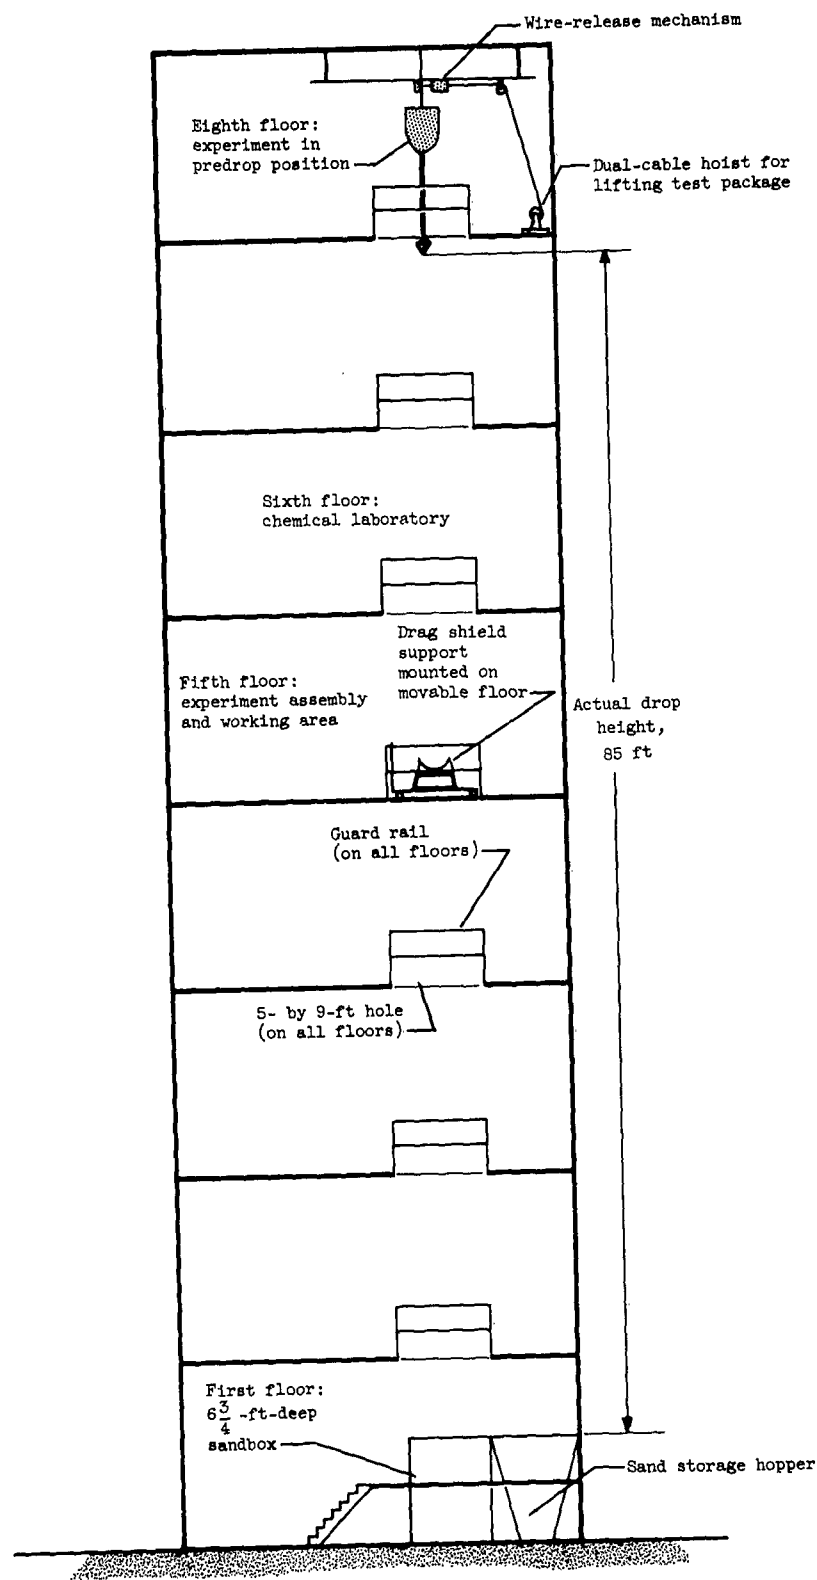 Wire-release mechanism
Eighth floor:
experiment in
predrop position
Dual-cable hoist for
lifting test package
Sixth floor:
chemical laboratory
Drag shield
support
mounted on
movable floor
Fifth floor:
experiment assembly
and working area
Actual drop
height,
85 ft
Guard rail
(on all floors)
5- by 9-ft hole
(on all floors)
First floor:
6 3/4 -ft-deep
sandbox
Sand storage hopper